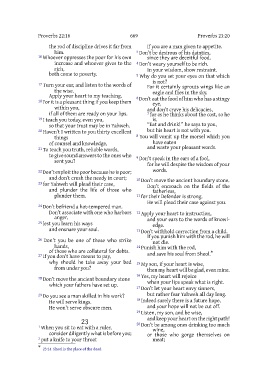 Proverbs 22:16
689
Proverbs 23:20
the rod of discipline drives it far from
him.
16 Whoever oppresses the poor for his own
increase and whoever gives to the
rich,
both come to poverty.
17 Turn your ear, and listen to the words of
the wise.
Apply your heart to my teaching,
18 for it is a pleasant thing if you keep them
within you,
if all of them are ready on your lips.
19 I teach you today, even you,
so that your trust may be in Yahweh.
20 Haven't I written to you thirty excellent
things
of counsel and knowledge,
21 To teach you truth, reliable words,
to give sound answers to the ones who
sent you?
22 Don't exploit the poor because he is poor;
and don't crush the needy in court;
23 for Yahweh will plead their case,
and plunder the life of those who
plunder them.
24 Don't befriend a hot-tempered man.
Don't associate with one who harbors
anger,
25 lest you learn his ways
and ensnare your soul.
26 Don't you be one of those who strike
hands,
of those who are collateral for debts.
27 If you don't have means to pay,
why should he take away your bed
from under you?
28 Don't move the ancient boundary stone
which your fathers have set up.
29 Do you see a man skilled in his work?
He will serve kings.
He won't serve obscure men.
23
1 When you sit to eat with a ruler,
consider diligently what is before you;
2 put a knife to your throat
if you are a man given to appetite.
3 Don't be desirous of his dainties,
since they are deceitful food.
4 Don't weary yourself to be rich.
In your wisdom, show restraint.
5 Why do you set your eyes on that which
is not?
For it certainly sprouts wings like an
eagle and flies in the sky.
6 Don't eat the food of him who has a stingy
eye,
and don't crave his delicacies,
7 for as he thinks about the cost, so he
is.
"Eat and drink!" he says to you,
but his heart is not with you.
8 You will vomit up the morsel which you
have eaten
and waste your pleasant words.
9 Don't speak in the ears of a fool,
for he will despise the wisdom of your
words.
10 Don't move the ancient boundary stone.
Don't encroach on the fields of the
fatherless,
11 for their Defender is strong.
He will plead their case against you.
12 Apply your heart to instruction,
and your ears to the words of knowl-
edge.
13 Don't withhold correction from a child.
If you punish him with the rod, he will
not die.
14 Punish him with the rod,
and save his soul from Sheol.*
15 My son, if your heart is wise,
then my heart will be glad, even mine.
16 Yes, my heart will rejoice
when your lips speak what is right.
17 Don't let your heart envy sinners,
but rather fear Yahweh all day long.
18 Indeed surely there is a future hope,
and your hope will not be cut off.
19 Listen, my son, and be wise,
and keep your heart on the right path!
20 Don't be among ones drinking too much
wine,
or those who gorge themselves on
meat;
* 23:14 Sheol is the place of the dead.